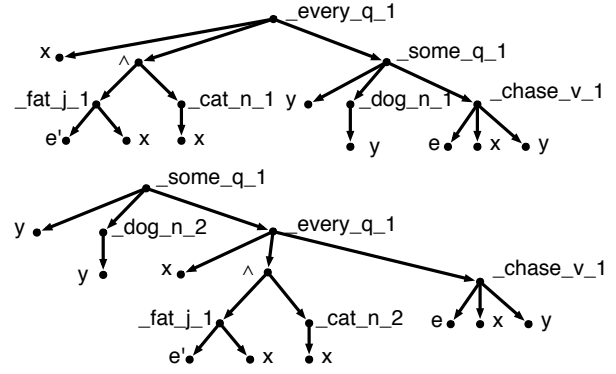 _every_q_1
x ^ _some_q_1
_fat_j_1 _cat_n_1 y _dog_n_1 _chase_v_1
e' x x y e x y
_some_q_1
y _dog_n_2 _every_q_1
y x ^ _chase_v_1
_fat_j_1 _cat_n_2 e x y
e' x x